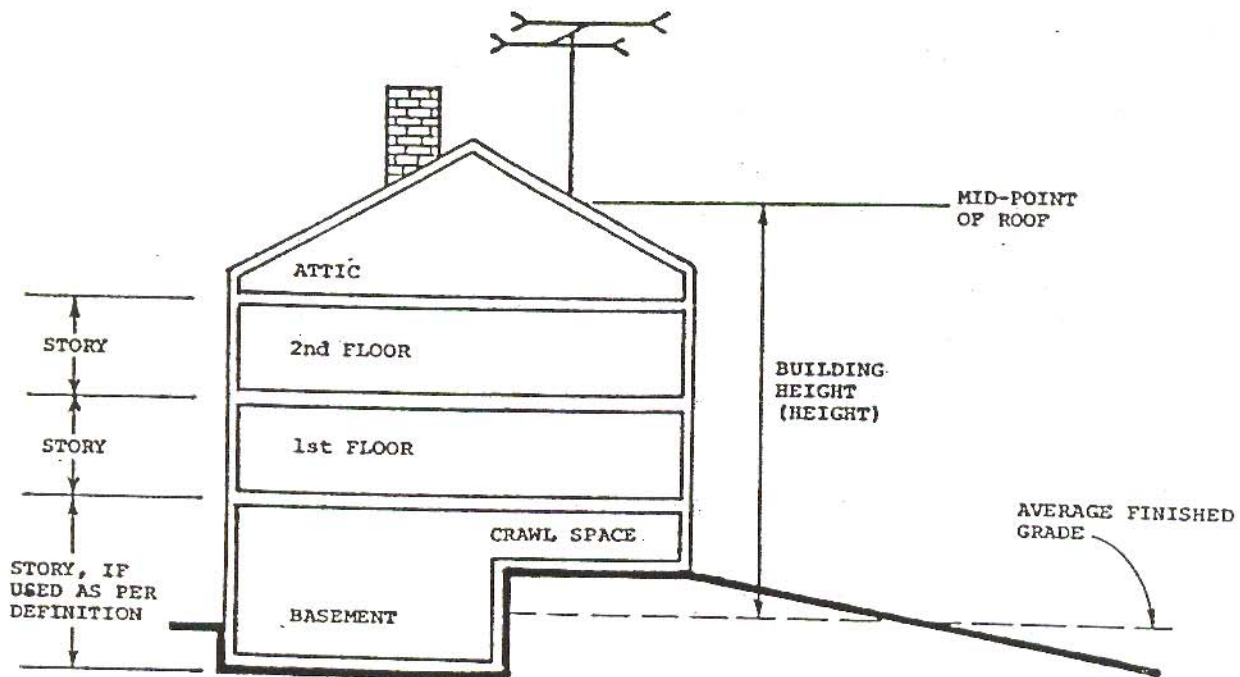 MID-POINT
OF ROOF
ATTIC
STORY
2nd FLOOR
BUILDING
HEIGHT
(HEIGHT)
STORY
1st FLOOR
AVERAGE FINISHED
GRADE
CRAWL SPACE
STORY, IF
USED AS PER
DEFINITION
BASEMENT